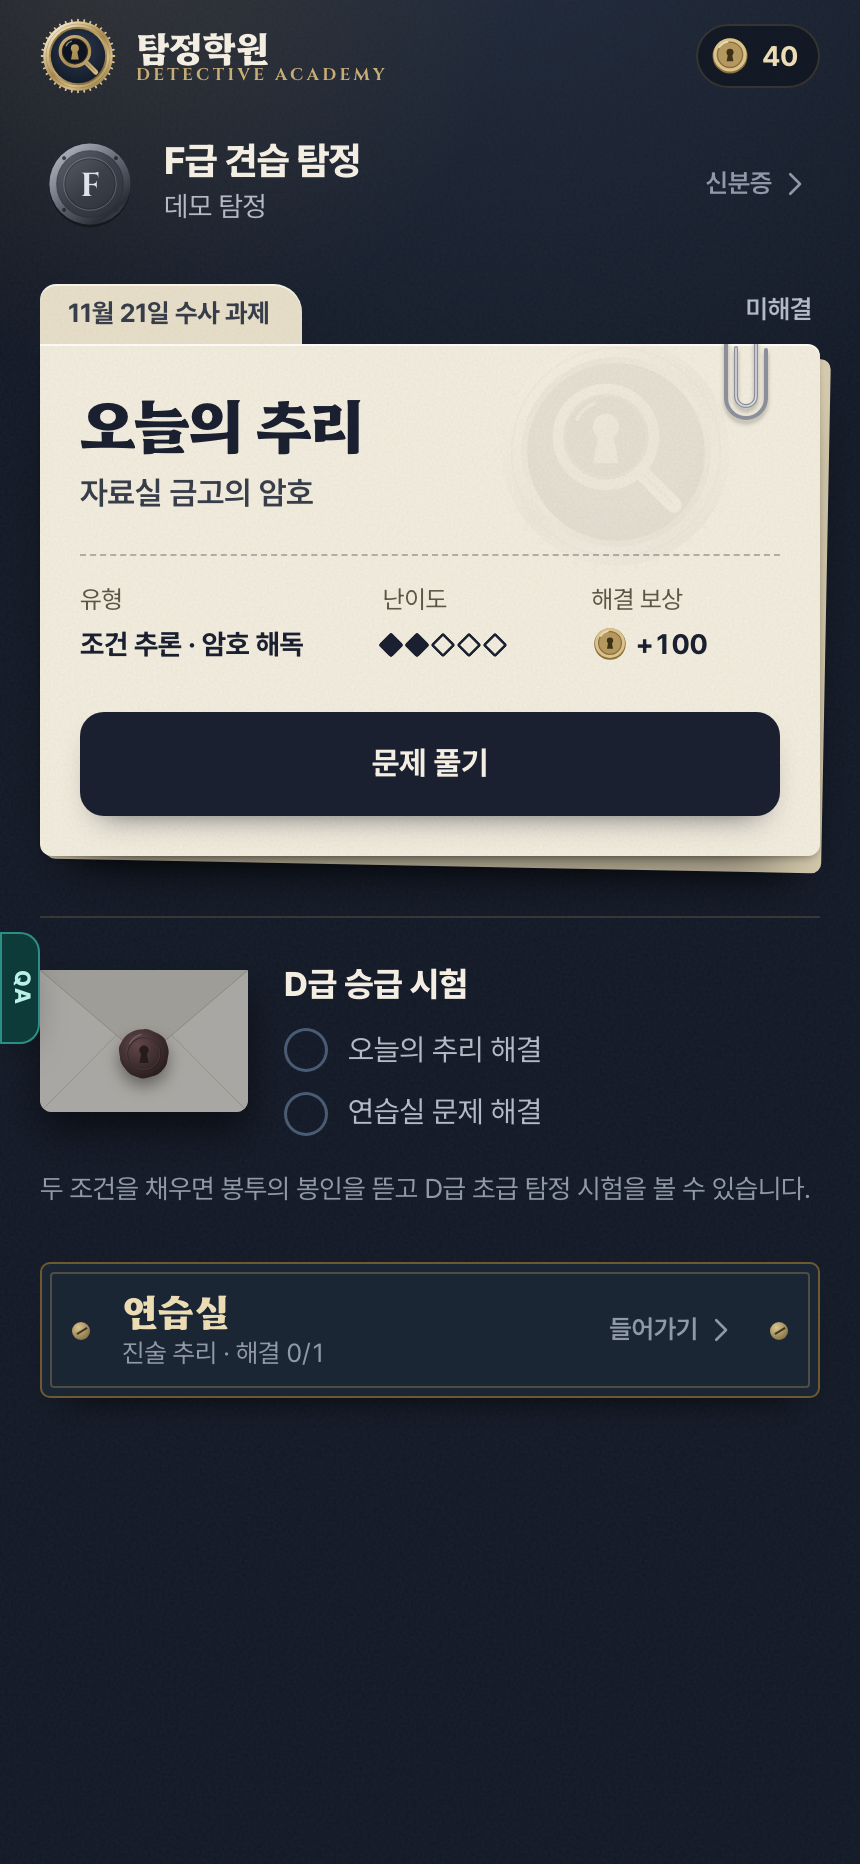 탐정학원
DETECTIVE ACADEMY
40
F
F급 견습 탐정
데모 탐정
신분증
11월 21일 수사 과제
미해결
오늘의 추리
자료실 금고의 암호
유형
난이도
해결 보상
조건 추론 · 암호 해독
+100
문제 풀기
QA
D급 승급 시험
오늘의 추리 해결
연습실 문제 해결
두 조건을 채우면 봉투의 봉인을 뜯고 D급 초급 탐정 시험을 볼 수 있습니다.
연습실
진술 추리 · 해결 0/1
들어가기